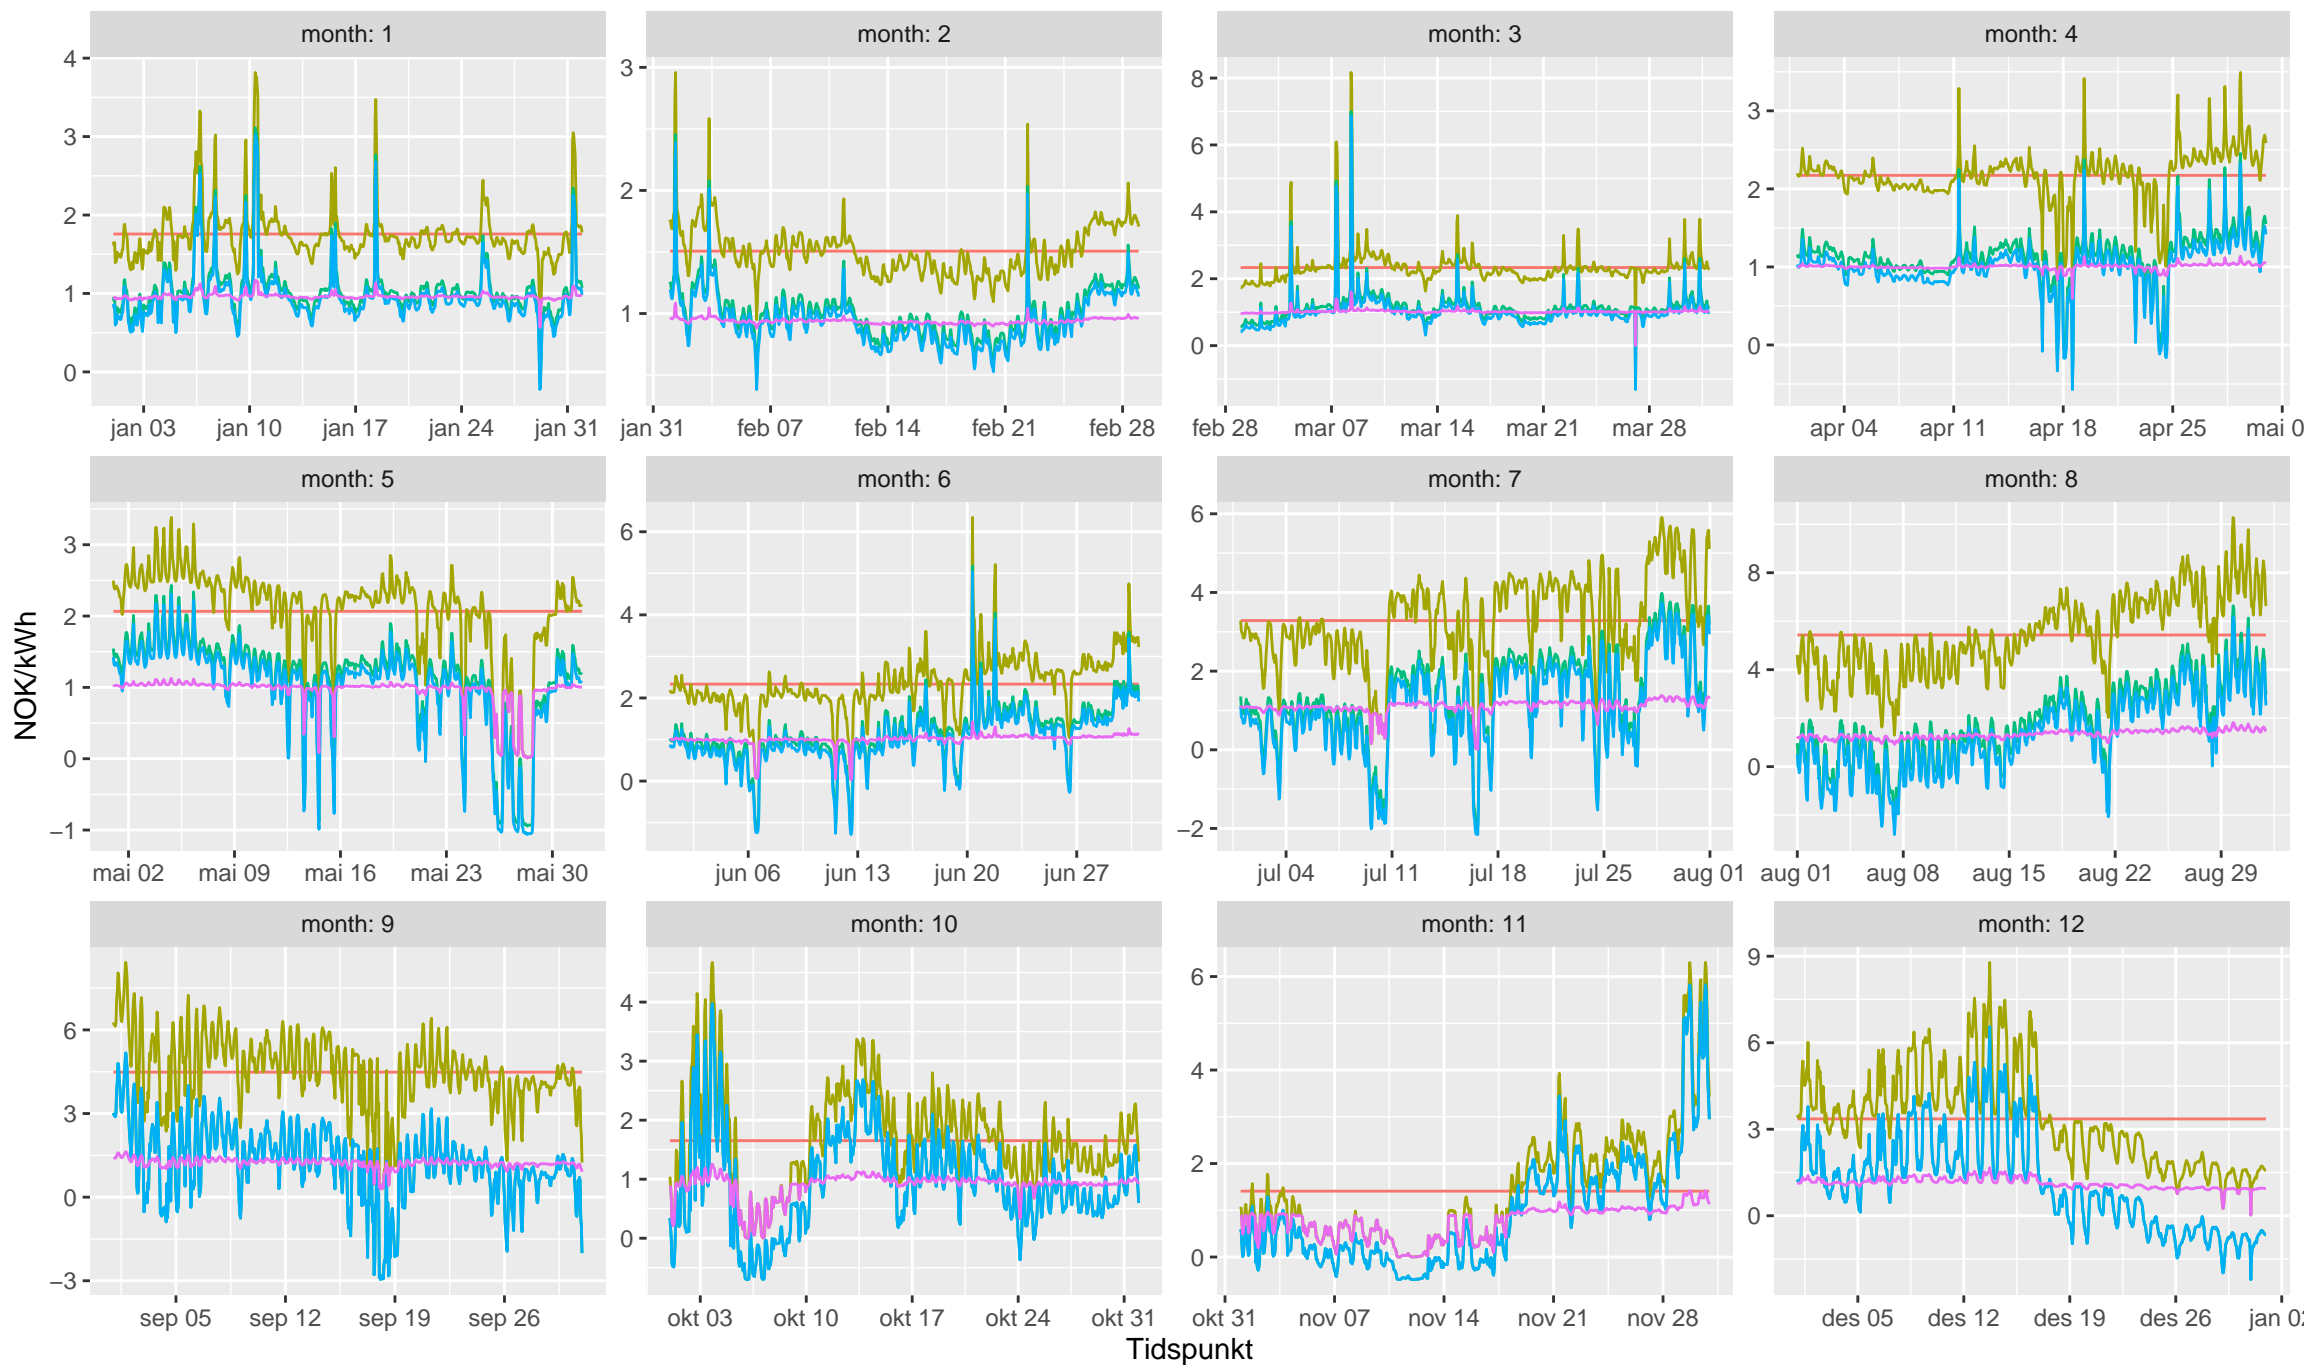 month: 1 month: 2 month: 3 month: 4
4 3 2 1 0
3 2 1
8 6 4 2 0
3 2 1 0
jan 03 jan 10 jan 17 jan 24 jan 31
jan 31 feb 07 feb 14 feb 21 feb 28
feb 28 mar 07 mar 14 mar 21 mar 28
apr 04 apr 11 apr 18 apr 25 mai 0
month: 5 month: 6 month: 7 month: 8
3 2 1 0 −1
6 4 2 0
6 4 2 0 −2
8 4 0
mai 02 mai 09 mai 16 mai 23 mai 30
jun 06 jun 13 jun 20 jun 27
jul 04 jul 11 jul 18 jul 25 aug 01
aug 01 aug 08 aug 15 aug 22 aug 29
NOK/kWh
month: 9 month: 10 month: 11 month: 12
6 3 0 −3
4 3 2 1 0
6 4 2 0
9 6 3 0
sep 05 sep 12 sep 19 sep 26
okt 03 okt 10 okt 17 okt 24 okt 31
okt 31 nov 07 nov 14 nov 21 nov 28
des 05 des 12 des 19 des 26 jan 02
Tidspunkt